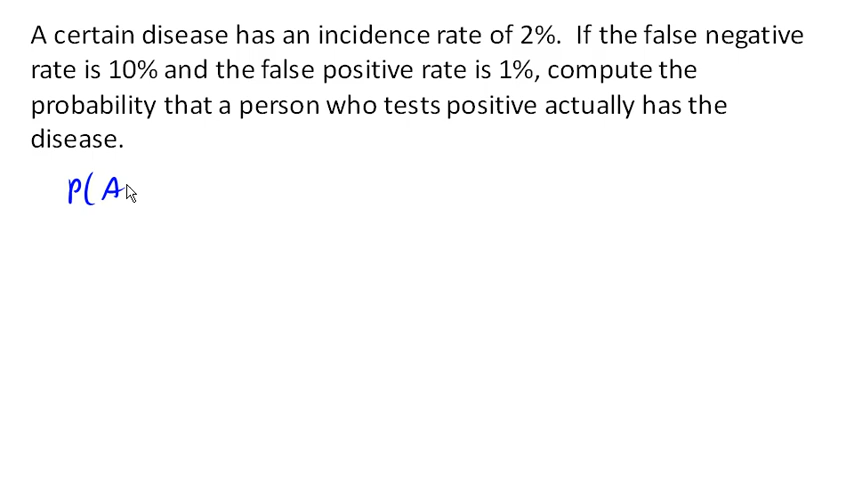 A certain disease has an incidence rate of 2%. If the false negative
rate is 10% and the false positive rate is 1%, compute the
probability that a person who tests positive actually has the
disease.
P(A